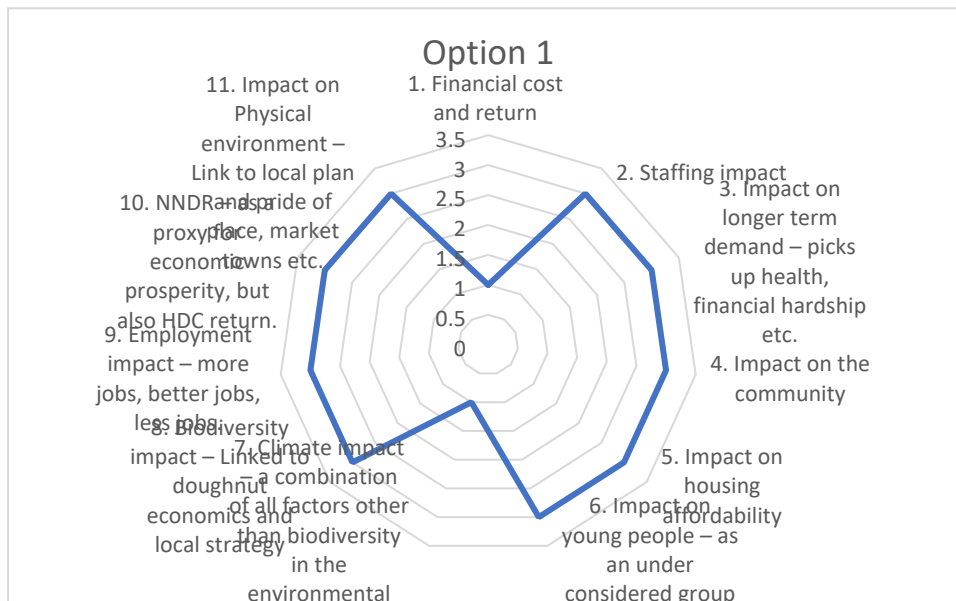 Option 1
1. Financial cost
and return
2. Staffing impact
3. Impact on
longer term
demand – picks
up health,
financial hardship
etc.
4. Impact on the
community
5. Impact on
housing
affordability
6. Impact on
young people – as
an under
considered group
7. Climate impact
– a combination
of all factors other
than biodiversity
in the
environmental
8. Biodiversity
impact – Linked to
doughnut
economics and
local strategy
9. Employment
impact – more
jobs, better jobs,
less jobs.
10. NNDR – as a
proxy for
economic
prosperity, but
also HDC return.
11. Impact on
Physical
environment –
Link to local plan
and pride of
place, market
towns etc.
3.5
3
2.5
2
1.5
1
0.5
0